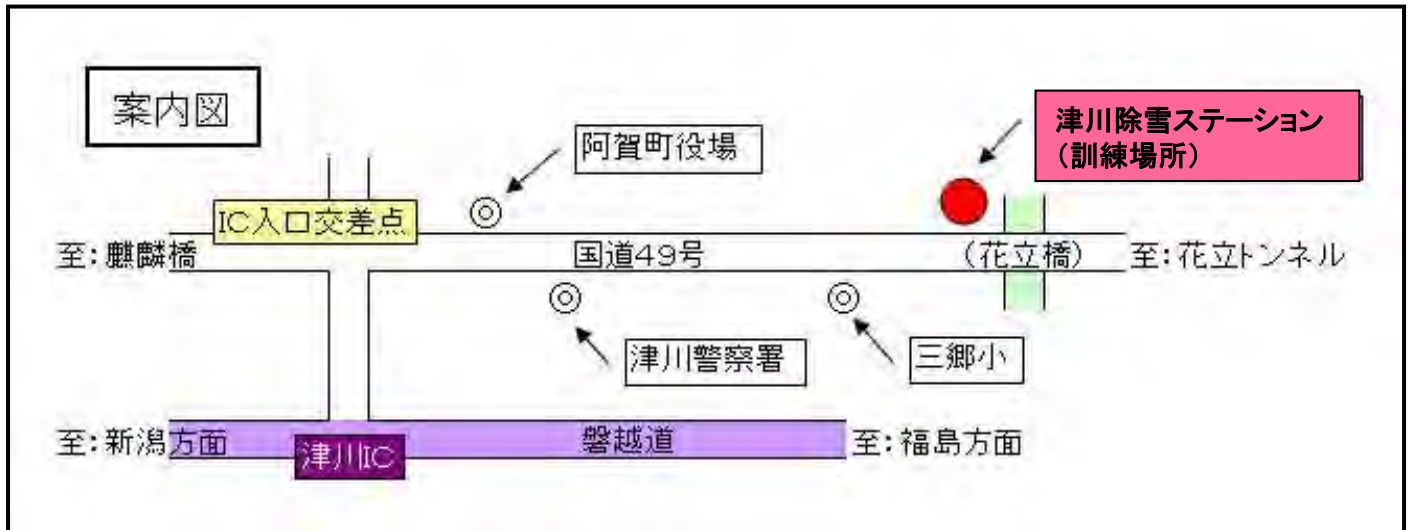 案内図
津川除雪ステーション
(訓練場所)
阿賀町役場
IC入口交差点
至:麒麟橋
国道49号
(花立橋)
至:花立トンネル
津川警察署
三郷小
至:新潟方面
津川IC
磐越道
至:福島方面